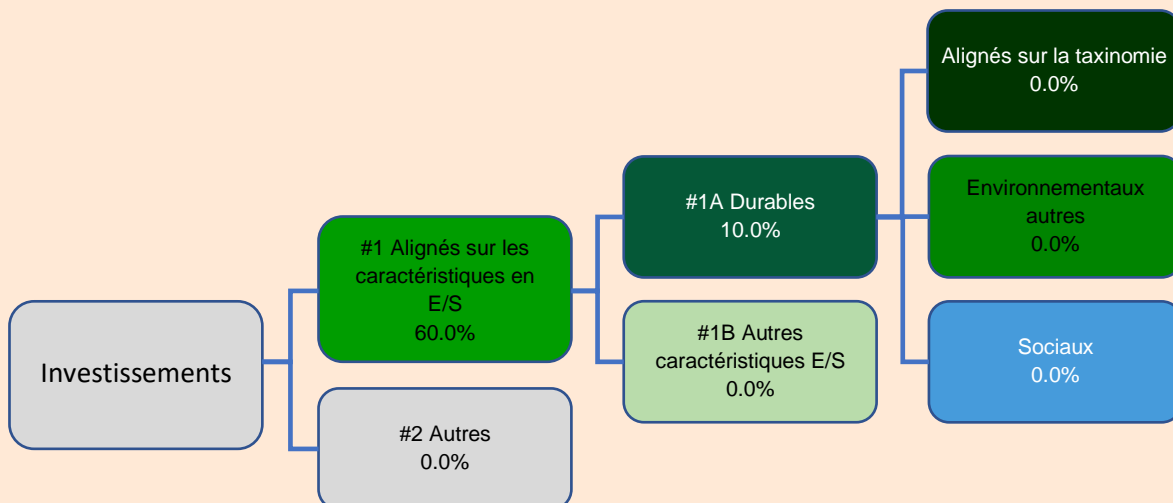 Investissements
#1 Alignés sur les
caractéristiques en
E/S
60.0%
#2 Autres
0.0%
#1A Durables
10.0%
#1B Autres
caractéristiques E/S
0.0%
Alignés sur la taxinomie
0.0%
Environnementaux
autres
0.0%
Sociaux
0.0%